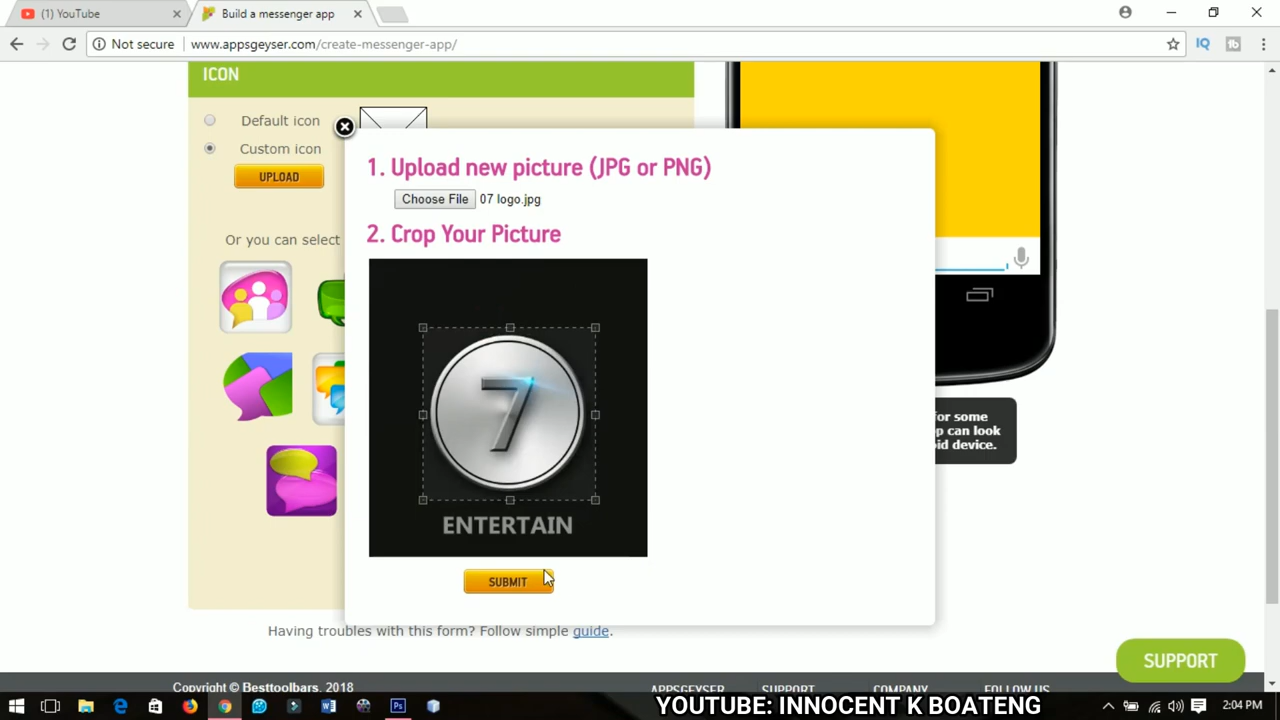 (1) YouTube
Build a messenger app
Not secure
www.appsgeyser.com/create-messenger-app/
ICON
Default icon
Custom icon
UPLOAD
Or you can select
1. Upload new picture (JPG or PNG)
Choose File 07 logo.jpg
2. Crop Your Picture
7
ENTERTAIN
SUBMIT
for some
p can look
id device.
Having troubles with this form? Follow simple guide.
SUPPORT
Copyright © Besttoolbars, 2018
APPSGEYSER SUPPORT COMPANY FOLLOW US
YOUTUBE: INNOCENT K BOATENG
2:04 PM